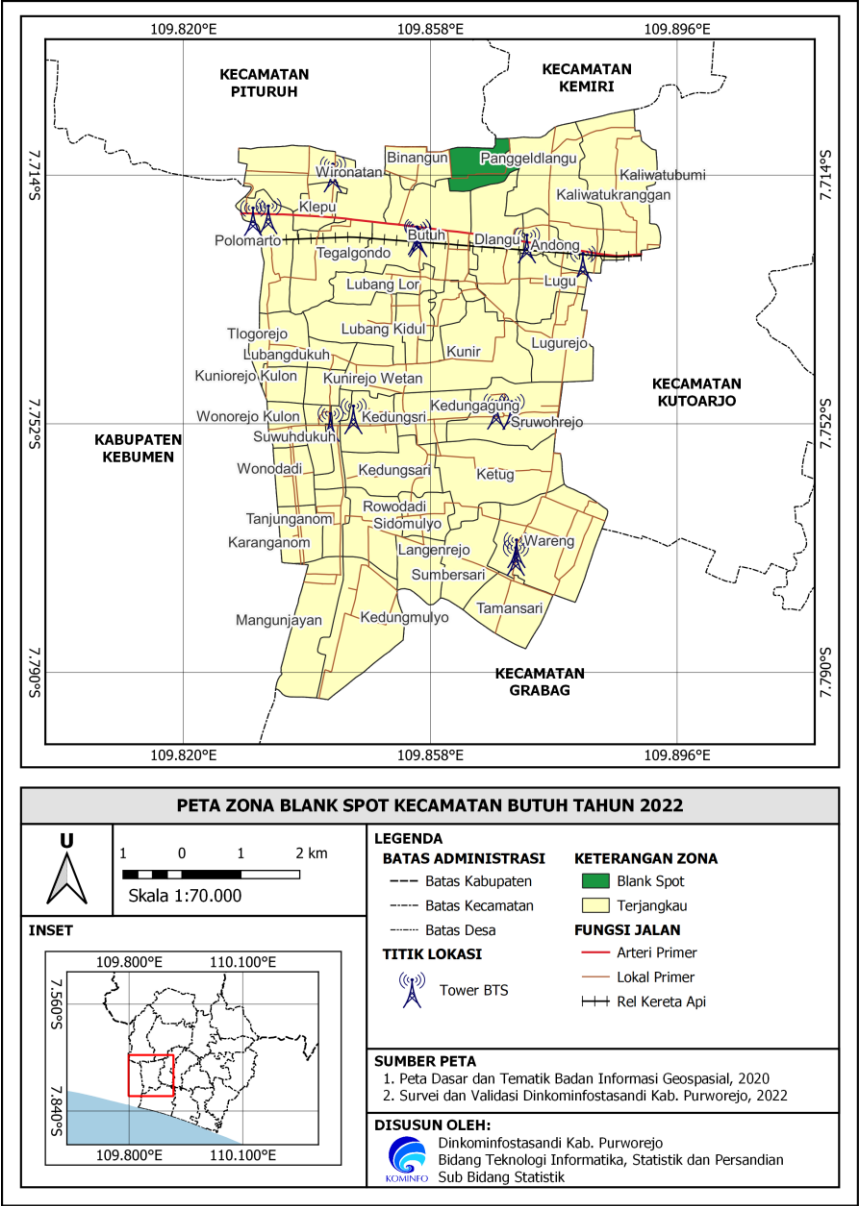 109.820°E 109.858°E 109.896°E
KECAMATAN
PITURUH
KECAMATAN
KEMIRI
7.714°S
7.714°S
Binangun
Panggeldlangu
Wironatan
Kaliwatubumi
Kaliwatukranggan
Klepu
Polomarto
Butuh
Dlangu
Andong
Tegalgondo
Lubang Lor
Lugu
Tlogorejo
Lubang Kidul
Lubangdukuh
Kunir
Lugurejo
Kuniorejo Kulon
Kunirejo Wetan
KECAMATAN
KUTOARJO
Wonorejo Kulon
Kedungsri
Kedungagung
Sruwohrejo
7.752°S
7.752°S
KABUPATEN
KEBUMEN
Suwuhdukuh
Wonodadi
Kedungsari
Ketug
Rowodadi
Tanjunganom
Sidomulyo
Karanganom
Langenrejo
Wareng
Sumbersari
Mangunjayan
Kedungmulyo
Tamansari
7.790°S
7.790°S
KECAMATAN
GRABAG
109.820°E 109.858°E 109.896°E
PETA ZONA BLANK SPOT KECAMATAN BUTUH TAHUN 2022
U
1 0 1 2 km
Skala 1:70.000
INSET
109.800°E 110.100°E
7.560°S
7.840°S
109.800°E 110.100°E
LEGENDA
BATAS ADMINISTRASI
Batas Kabupaten
Batas Kecamatan
Batas Desa
TITIK LOKASI
Tower BTS
KETERANGAN ZONA
Blank Spot
Terjangkau
FUNGSI JALAN
Arteri Primer
Lokal Primer
Rel Kereta Api
SUMBER PETA
1. Peta Dasar dan Tematik Badan Informasi Geospasial, 2020
2. Survei dan Validasi Dinkominfostasandi Kab. Purworejo, 2022
DISUSUN OLEH:
KOMINFO
Dinkominfostasandi Kab. Purworejo
Bidang Teknologi Informatika, Statistik dan Persandian
Sub Bidang Statistik